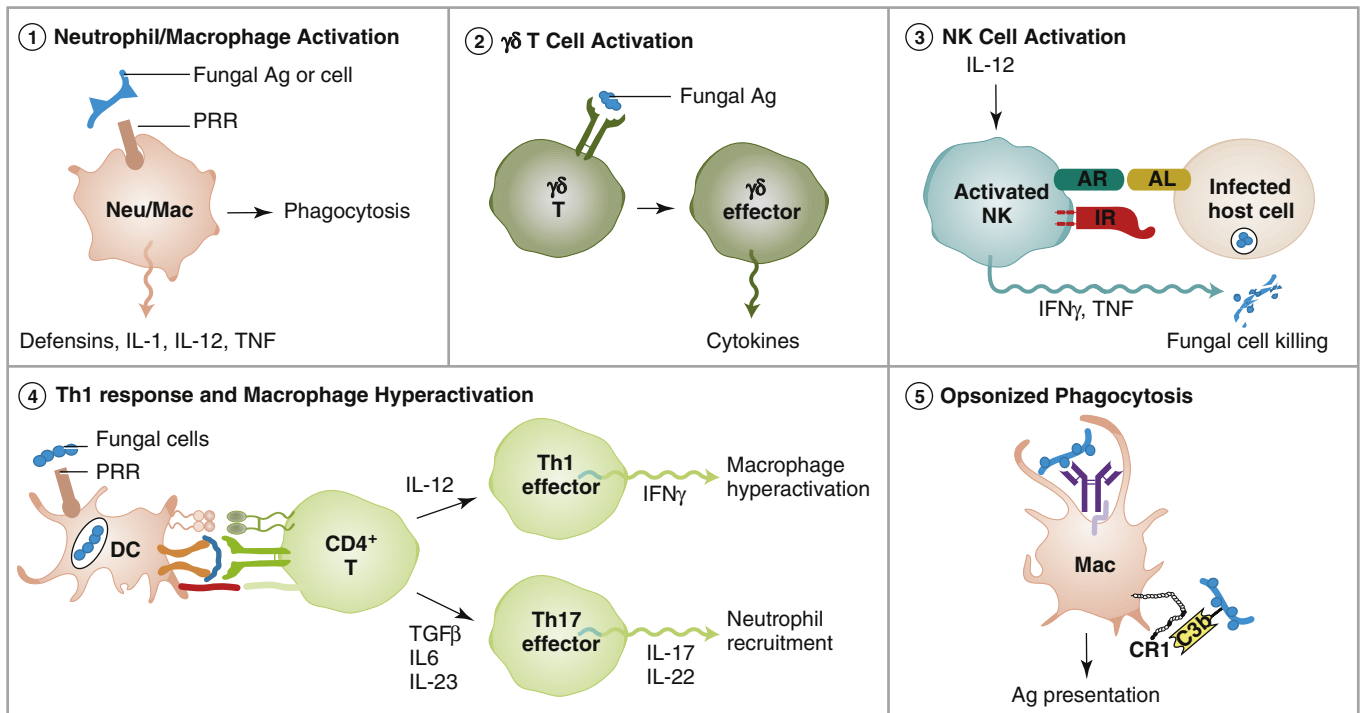 1 Neutrophil/Macrophage Activation
Fungal Ag or cell
PRR
Neu/Mac
Phagocytosis
Defensins, IL-1, IL-12, TNF
2 γδ T Cell Activation
Fungal Ag
γδ
T
γδ
effector
Cytokines
3 NK Cell Activation
IL-12
Activated
NK
AR
AL
IR
Infected
host cell
IFNγ, TNF
Fungal cell killing
4 Th1 response and Macrophage Hyperactivation
Fungal cells
PRR
DC
CD4+
T
IL-12
Th1
effector
IFNγ
Macrophage
hyperactivation
TGFβ
IL6
IL-23
Th17
effector
IL-17
IL-22
Neutrophil
recruitment
5 Opsonized Phagocytosis
Mac
CR1
C3b
Ag presentation